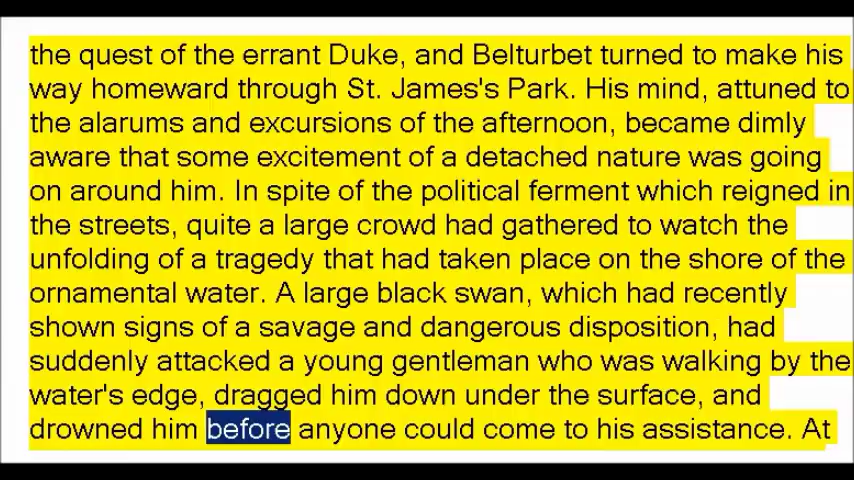 the quest of the errant Duke, and Belturbet turned to make his
way homeward through St. James's Park. His mind, attuned to
the alarums and excursions of the afternoon, became dimly
aware that some excitement of a detached nature was going
on around him. In spite of the political ferment which reigned in
the streets, quite a large crowd had gathered to watch the
unfolding of a tragedy that had taken place on the shore of the
ornamental water. A large black swan, which had recently
shown signs of a savage and dangerous disposition, had
suddenly attacked a young gentleman who was walking by the
water's edge, dragged him down under the surface, and
drowned him before anyone could come to his assistance. At